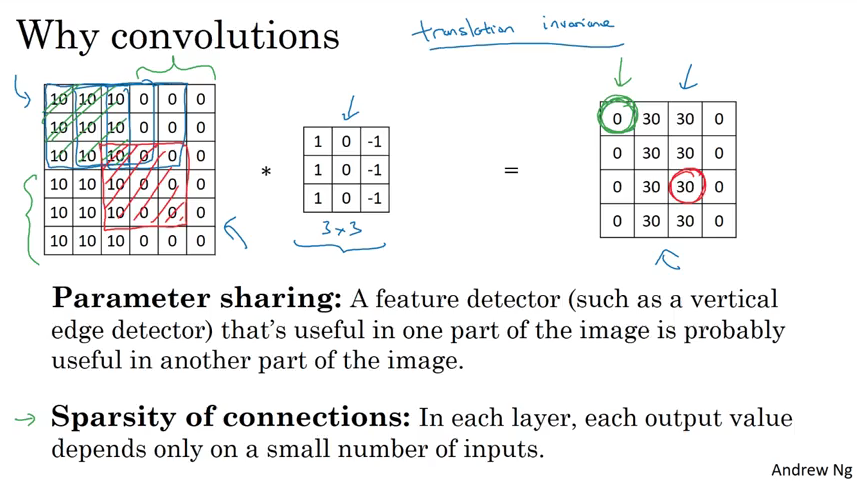 Why convolutions
translation invariance
10 10 10 0 0 0
10 10 10 0 0 0
10 10 10 0 0 0
10 10 10 0 0 0
10 10 10 0 0 0
10 10 10 0 0 0
*
1 0 -1
1 0 -1
1 0 -1
3x3
=
0 30 30 0
0 30 30 0
0 30 30 0
0 30 30 0
Parameter sharing: A feature detector (such as a vertical
edge detector) that's useful in one part of the image is probably
useful in another part of the image.
Sparsity of connections: In each layer, each output value
depends only on a small number of inputs.
Andrew Ng